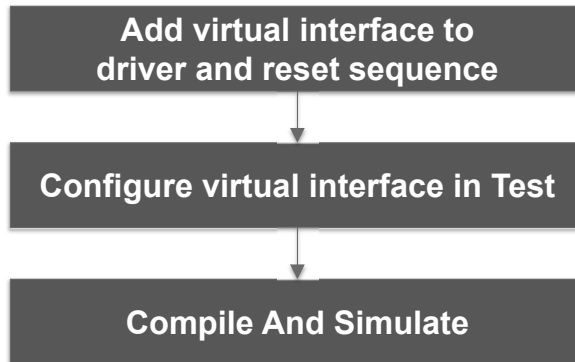 Add virtual interface to
driver and reset sequence
Configure virtual interface in Test
Compile And Simulate